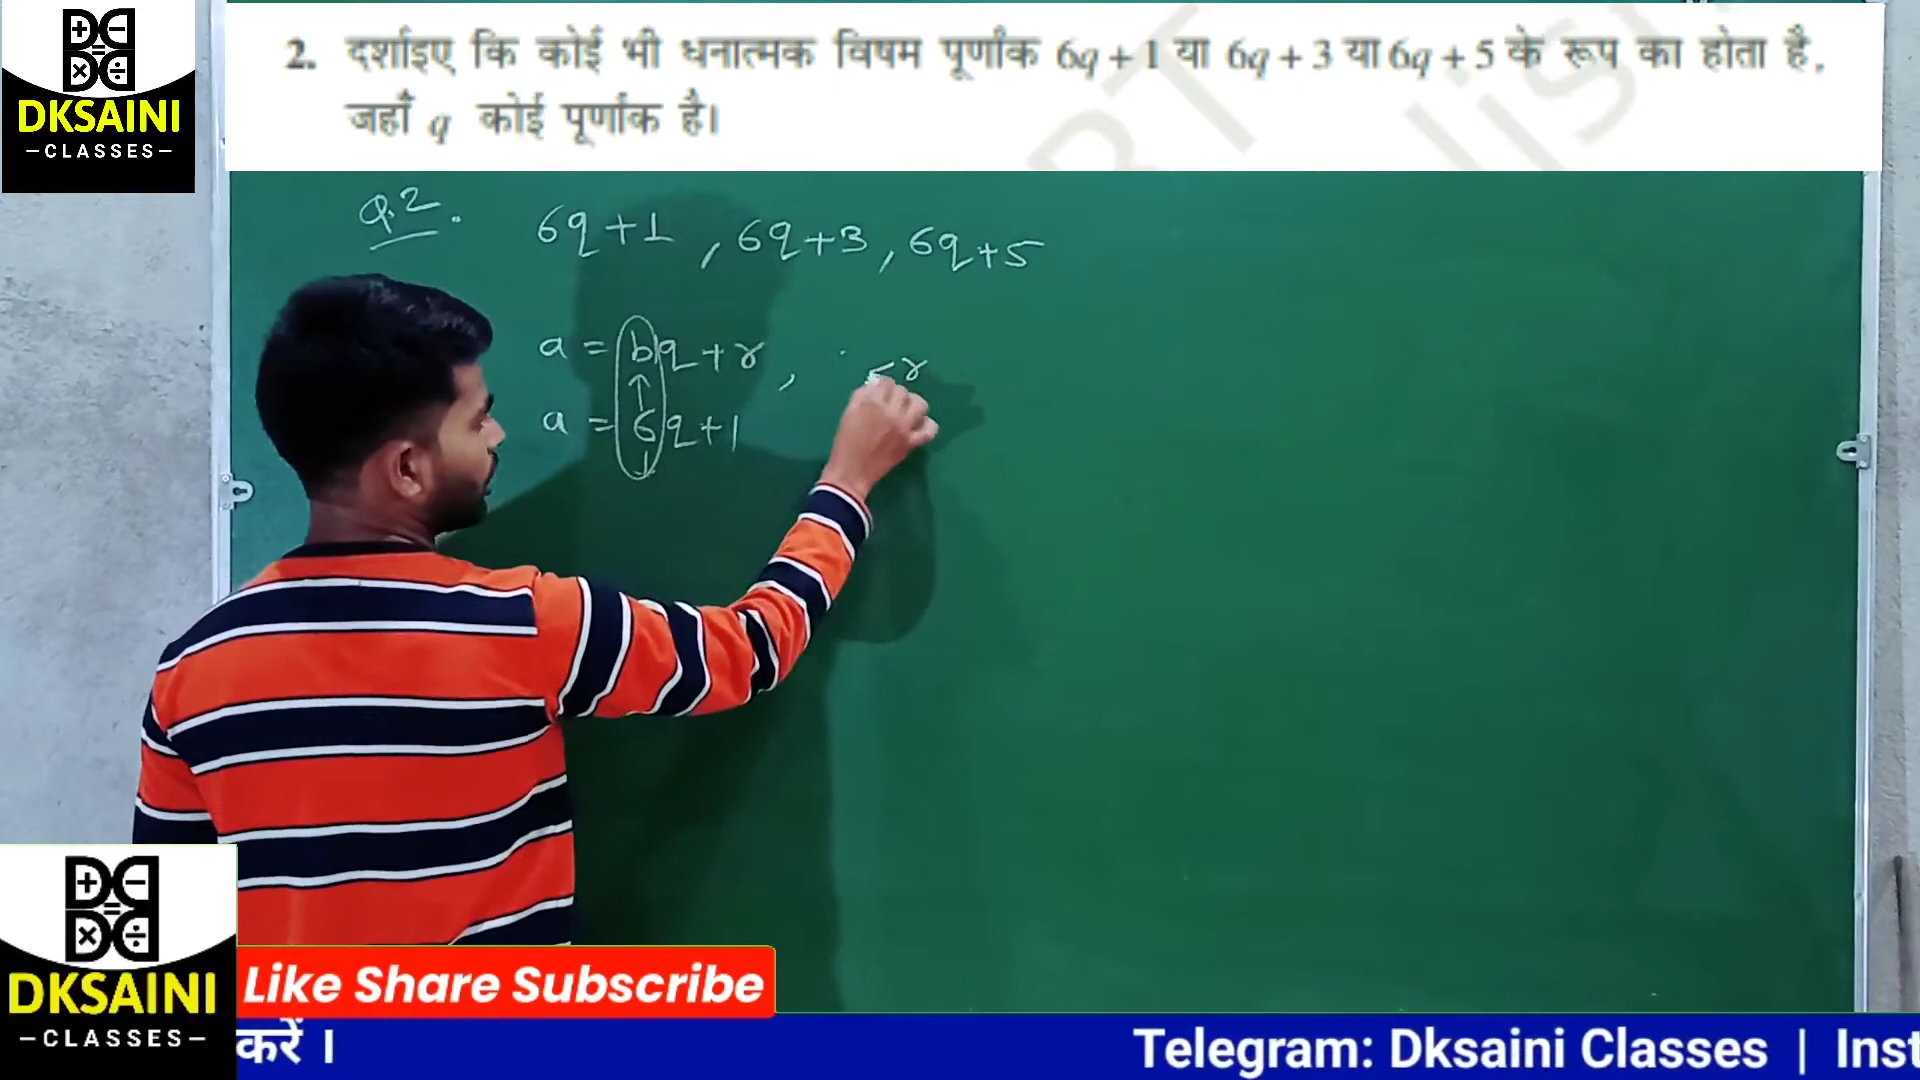 DKSAINI
-CLASSES-
2. दर्शाइए कि कोई भी धनात्मक विषम पूर्णांक 6q + 1 या 6q + 3 या 6q + 5 के रूप का होता है,
जहाँ q कोई पूर्णांक है।
Q.2.
6q+1, 6q+3, 6q+5
a = bq+r, <r
a = 6q+1
DKSAINI
-CLASSES-
Like Share Subscribe
करें । Telegram: Dksaini Classes | Inst